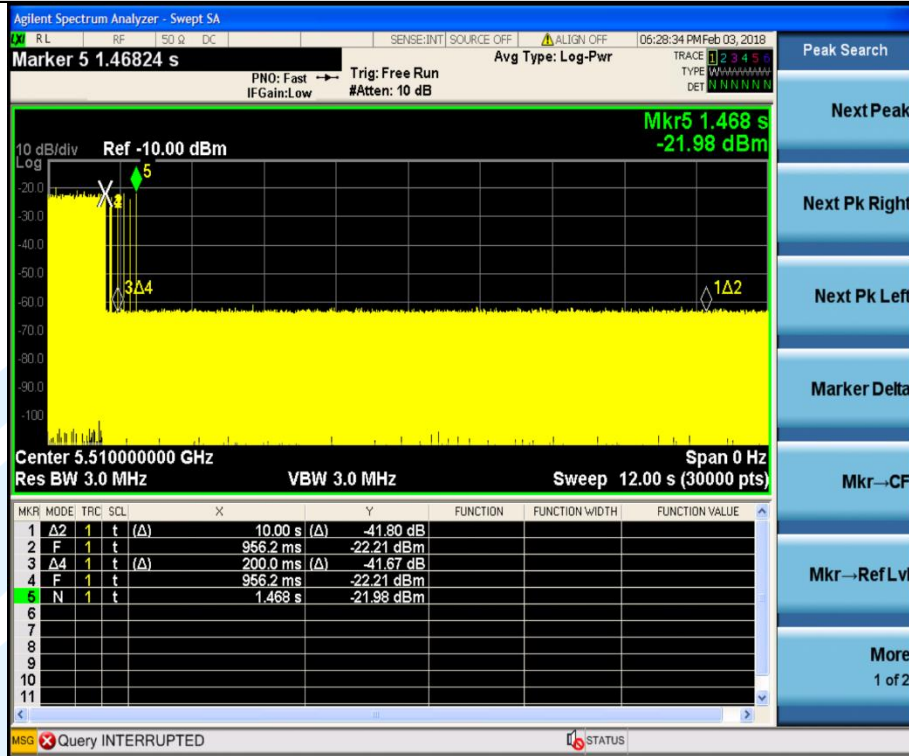 Agilent Spectrum Analyzer - Swept SA
LXI RL RF 50 Ω DC SENSE:INT SOURCE OFF ALIGN OFF 05:28:34 PM Feb 03, 2018
Marker 5 1.46824 s
PNO: Fast
IFGain:Low
Trig: Free Run
#Atten: 10 dB
Avg Type: Log-Pwr
TRACE 1 2 3 4 5 6
TYPE WWWWWW
DET N N N N N N
Mkr5 1.468 s
-21.98 dBm
10 dB/div Ref -10.00 dBm
Log
-20.0
-30.0
-40.0
-50.0
-60.0
-70.0
-80.0
-90.0
-100
5
3Δ4
1Δ2
Center 5.510000000 GHz Span 0 Hz
Res BW 3.0 MHz VBW 3.0 MHz Sweep 12.00 s (30000 pts)
MKR MODE TRC SCL X Y FUNCTION FUNCTION WIDTH FUNCTION VALUE
1 Δ2 1 t (Δ) 10.00 s (Δ) -41.80 dB
2 F 1 t 956.2 ms -22.21 dBm
3 Δ4 1 t (Δ) 200.0 ms (Δ) -41.67 dB
4 F 1 t 956.2 ms -22.21 dBm
5 N 1 t 1.468 s -21.98 dBm
6
7
8
9
10
11
MSG Query INTERRUPTED STATUS
Peak Search
Next Peak
Next Pk Right
Next Pk Left
Marker Delta
Mkr→CF
Mkr→Ref Lvl
More
1 of 2